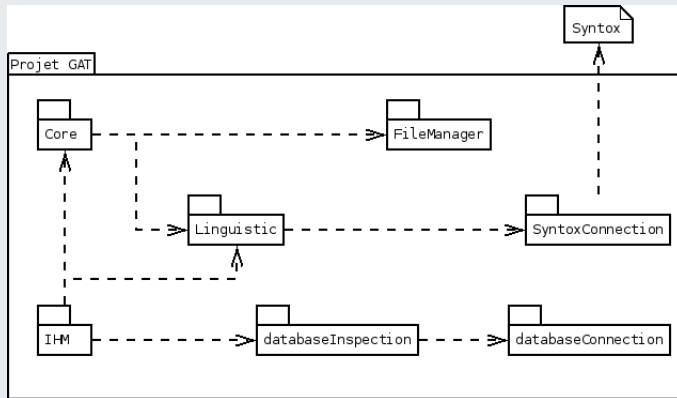 Syntox
Projet GAT
Core
FileManager
Linguistic
SyntoxConnection
IHM
databaseInspection
databaseConnection